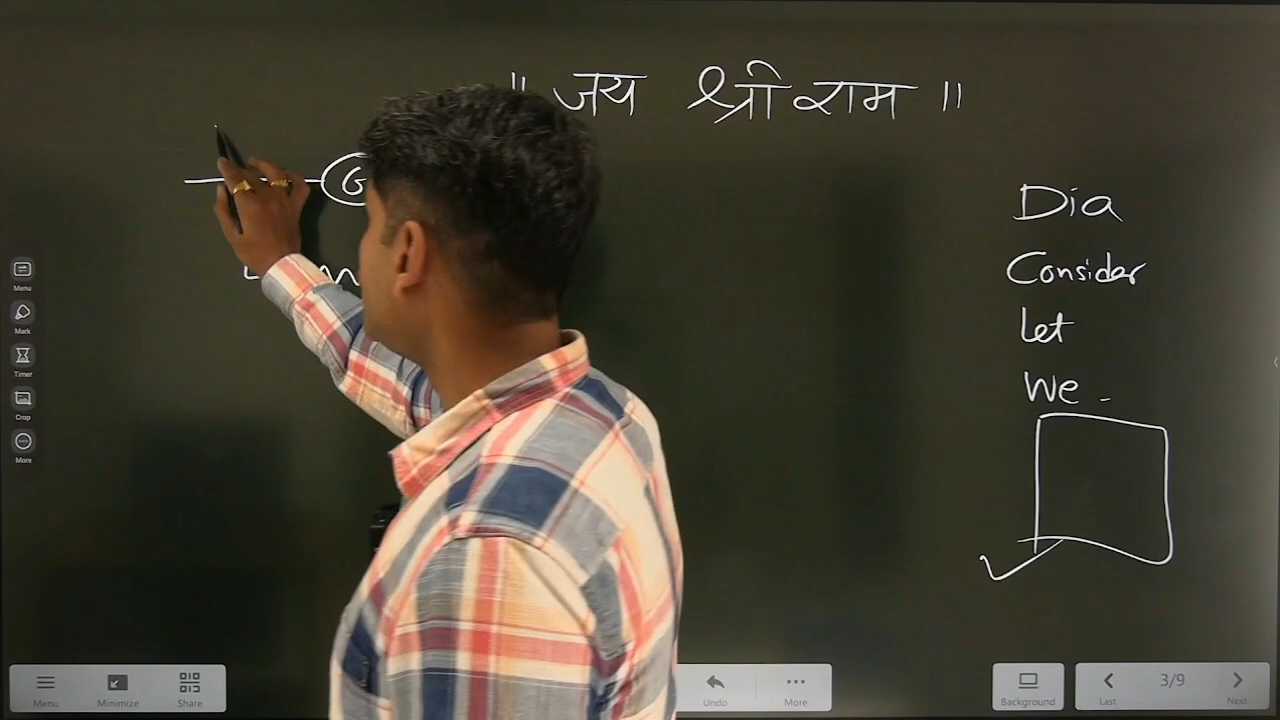 ॥ जय श्री राम ॥
G
Dia
Consider
Let
We -
Menu
Mark
Timer
Crop
More
Menu
Minimize
Share
Undo
More
Background
Last
3/9
Next